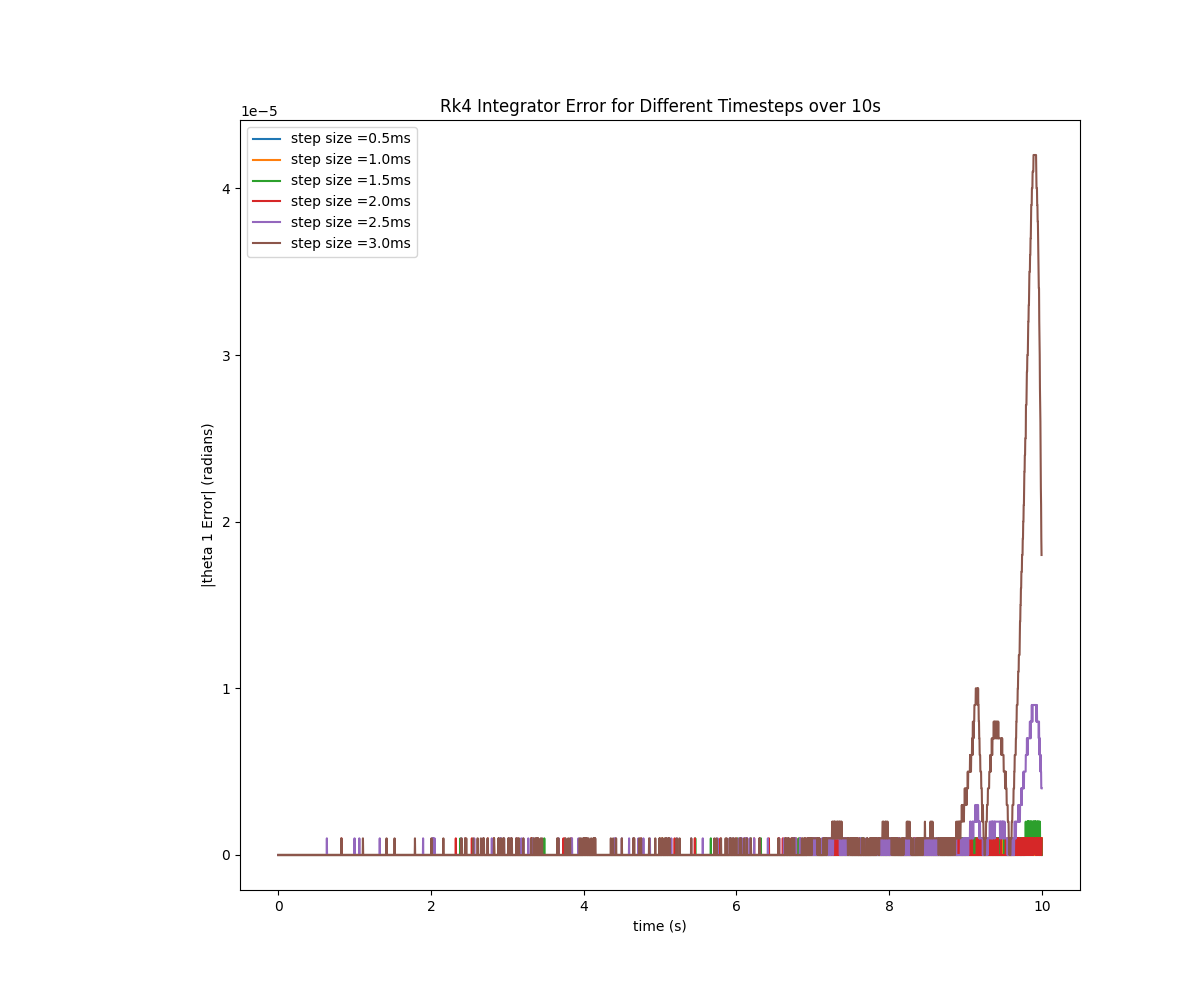 Rk4 Integrator Error for Different Timesteps over 10s
1e−5
step size =0.5ms
step size =1.0ms
step size =1.5ms
step size =2.0ms
step size =2.5ms
step size =3.0ms
4
3
2
1
0
|theta 1 Error| (radians)
0 2 4 6 8 10
time (s)